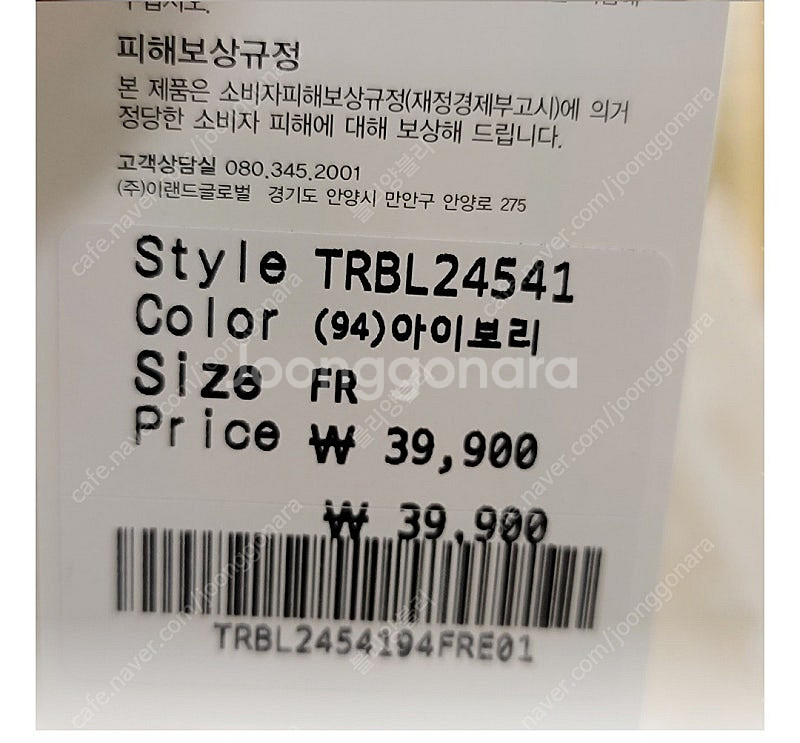 피해보상규정
본 제품은 소비자피해보상규정(재정경제부고시)에 의거
정당한 소비자 피해에 대해 보상해 드립니다.
고객상담실 080.345.2001
(주)이랜드글로벌 경기도 안양시 만안구 안양로 275
Style TRBL24541
Color (94)아이보리
Joonggonara
Size FR
Price ₩ 39,900
₩ 39,900
TRBL2454194FRE01
cafe.naver.com/joonggonara